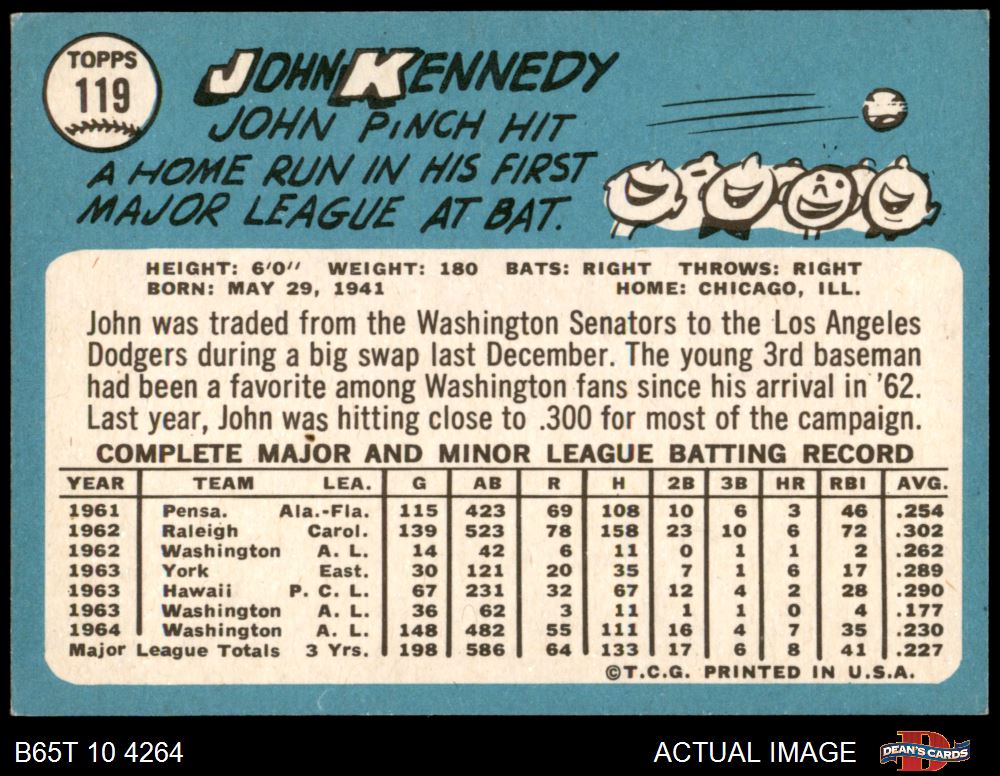 TOPPS
119
JOHN KENNEDY
JOHN PINCH HIT
A HOME RUN IN HIS FIRST
MAJOR LEAGUE AT BAT.
HEIGHT: 6'0" WEIGHT: 180 BATS: RIGHT THROWS: RIGHT
BORN: MAY 29, 1941 HOME: CHICAGO, ILL.
John was traded from the Washington Senators to the Los Angeles
Dodgers during a big swap last December. The young 3rd baseman
had been a favorite among Washington fans since his arrival in '62.
Last year, John was hitting close to .300 for most of the campaign.
COMPLETE MAJOR AND MINOR LEAGUE BATTING RECORD
YEAR TEAM LEA. G AB R H 2B 3B HR RBI AVG.
1961 Pensa. Ala.-Fla. 115 423 69 108 10 6 3 46 .254
1962 Raleigh Carol. 139 523 78 158 23 10 6 72 .302
1962 Washington A. L. 14 42 6 11 0 1 1 2 .262
1963 York East. 30 121 20 35 7 1 6 17 .289
1963 Hawaii P. C. L. 67 231 32 67 12 4 2 28 .290
1963 Washington A. L. 36 62 3 11 1 1 0 4 .177
1964 Washington A. L. 148 482 55 111 16 4 7 35 .230
Major League Totals 3 Yrs. 198 586 64 133 17 6 8 41 .227
©T.C.G. PRINTED IN U.S.A.
B65T 10 4264 ACTUAL IMAGE
D
DEAN'S CARDS